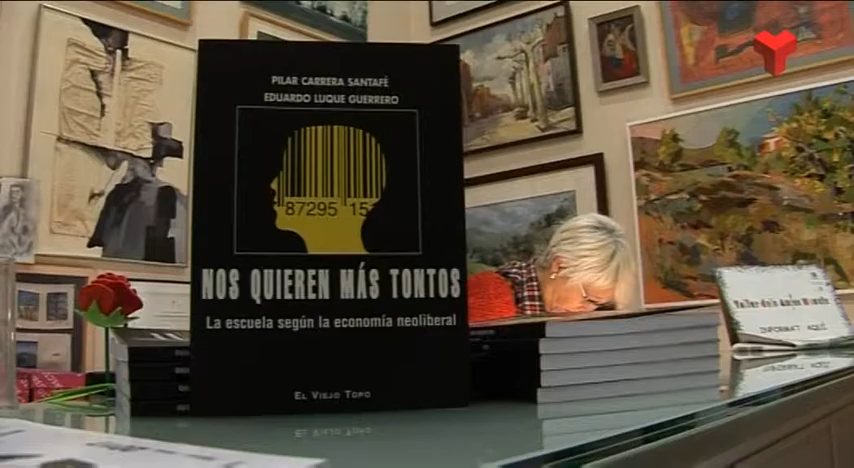 PILAR CARRERA SANTAFÉ
EDUARDO LUQUE GUERRERO
87295 15
NOS QUIEREN MÁS TONTOS
La escuela según la economía neoliberal
EL VIEJO TOPO
INFORMAT AQUÍ